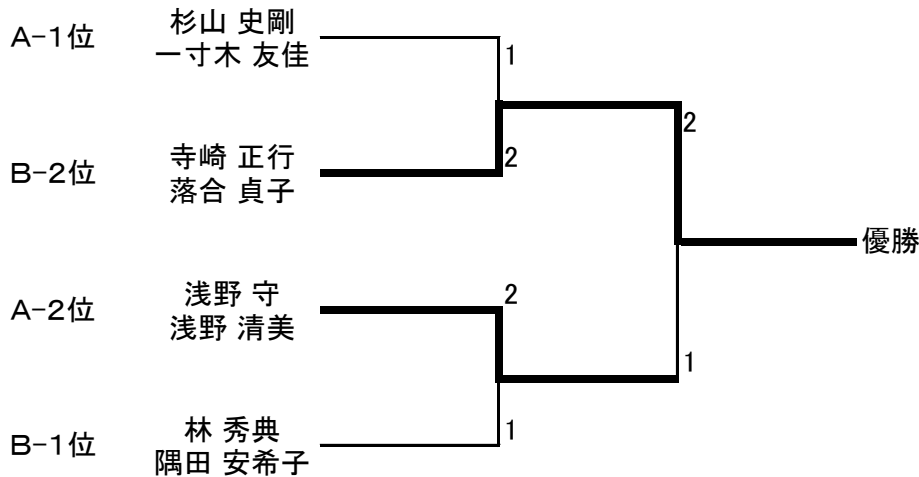 A-1位
杉山 史剛
一寸木 友佳
1
2
B-2位
寺崎 正行
落合 貞子
2
優勝
A-2位
浅野 守
浅野 清美
2
1
B-1位
林 秀典
隅田 安希子
1